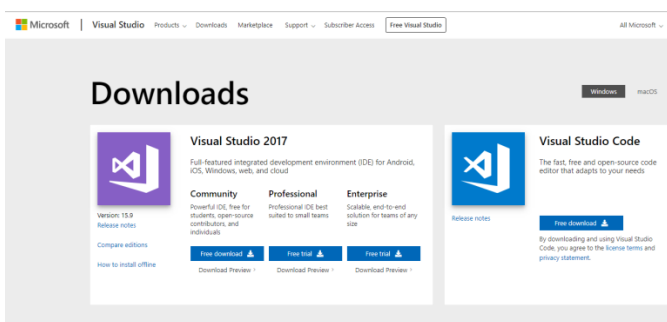 Microsoft Visual Studio Products Downloads Marketplace Support Subscriber Access Free Visual Studio All Microsoft
Downloads
Windows macOS
Visual Studio 2017
Full-featured integrated development environment (IDE) for Android,
iOS, Windows, web, and cloud
Community
Powerful IDE, free for
students, open-source
contributors, and
individuals
Free download
Download Preview
Professional
Professional IDE best
suited to small teams
Free trial
Download Preview
Enterprise
Scalable, end-to-end
solution for teams of any
size
Free trial
Download Preview
Version: 15.9
Release notes
Compare editions
How to install offline
Visual Studio Code
The fast, free and open-source code
editor that adapts to your needs
Release notes
Free download
By downloading and using Visual Studio
Code, you agree to the license terms and
privacy statement.